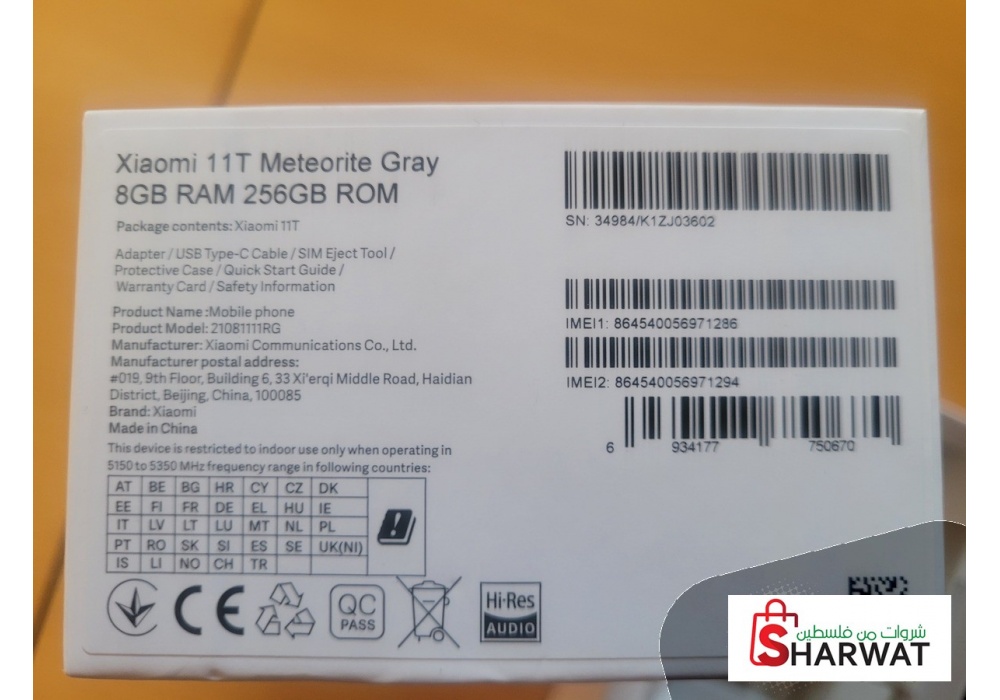 Xiaomi 11T Meteorite Gray
8GB RAM 256GB ROM
Package contents: Xiaomi 11T
Adapter / USB Type-C Cable / SIM Eject Tool /
Protective Case / Quick Start Guide /
Warranty Card / Safety Information
Product Name :Mobile phone
Product Model: 21081111RG
Manufacturer: Xiaomi Communications Co., Ltd.
Manufacturer postal address:
#019, 9th Floor, Building 6, 33 Xi'erqi Middle Road, Haidian
District, Beijing, China, 100085
Brand: Xiaomi
Made in China
This device is restricted to indoor use only when operating in
5150 to 5350 MHz frequency range in following countries:
AT BE BG HR CY CZ DK
EE FI FR DE EL HU IE
IT LV LT LU MT NL PL
PT RO SK SI ES SE UK(NI)
IS LI NO CH TR
CE
QC
PASS
Hi-Res
AUDIO
SN: 34984/K1ZJ03602
IMEI1: 864540056971286
IMEI2: 864540056971294
6 934177 750670
شروات من فلسطين
SHARWAT